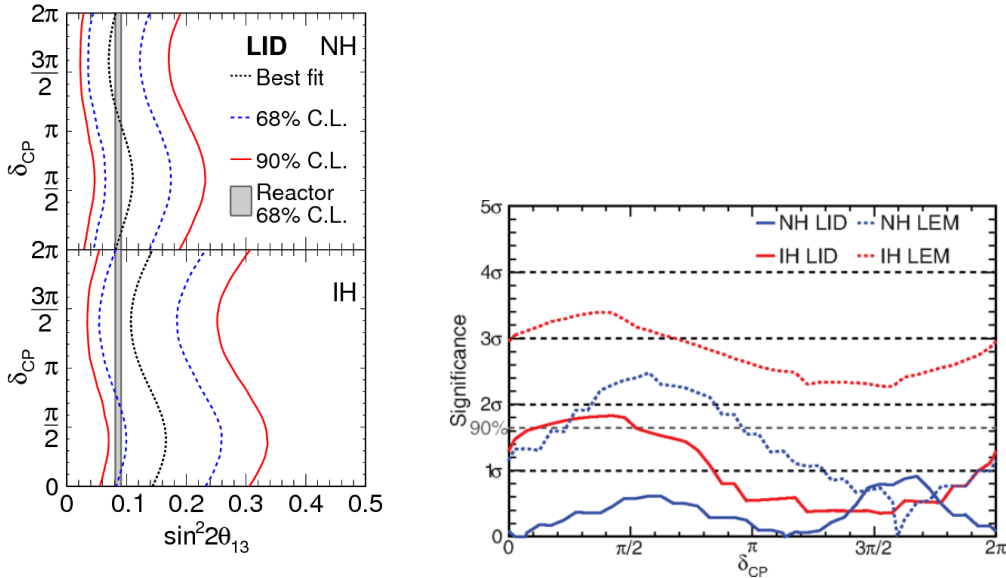 2π
3π
2
π
π
2
δCP
LID NH
Best fit
68% C.L.
90% C.L.
Reactor
68% C.L.
2π
3π
2
π
π
2
0
δCP
IH
0 0.1 0.2 0.3 0.4 0.5
sin²2θ13
5σ
4σ
3σ
2σ
90%
1σ
0
Significance
NH LID NH LEM
IH LID IH LEM
0 π/2 π 3π/2 2π
δCP